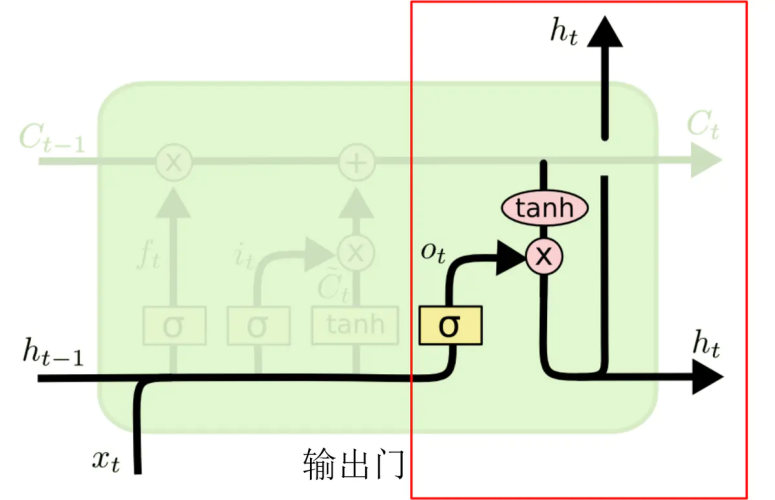 h_t
C_{t-1}
C_t
x
+
tanh
f_t
i_t
x
o_t
x
C̃_t
σ
σ
tanh
σ
h_{t-1}
h_t
x_t
输出门